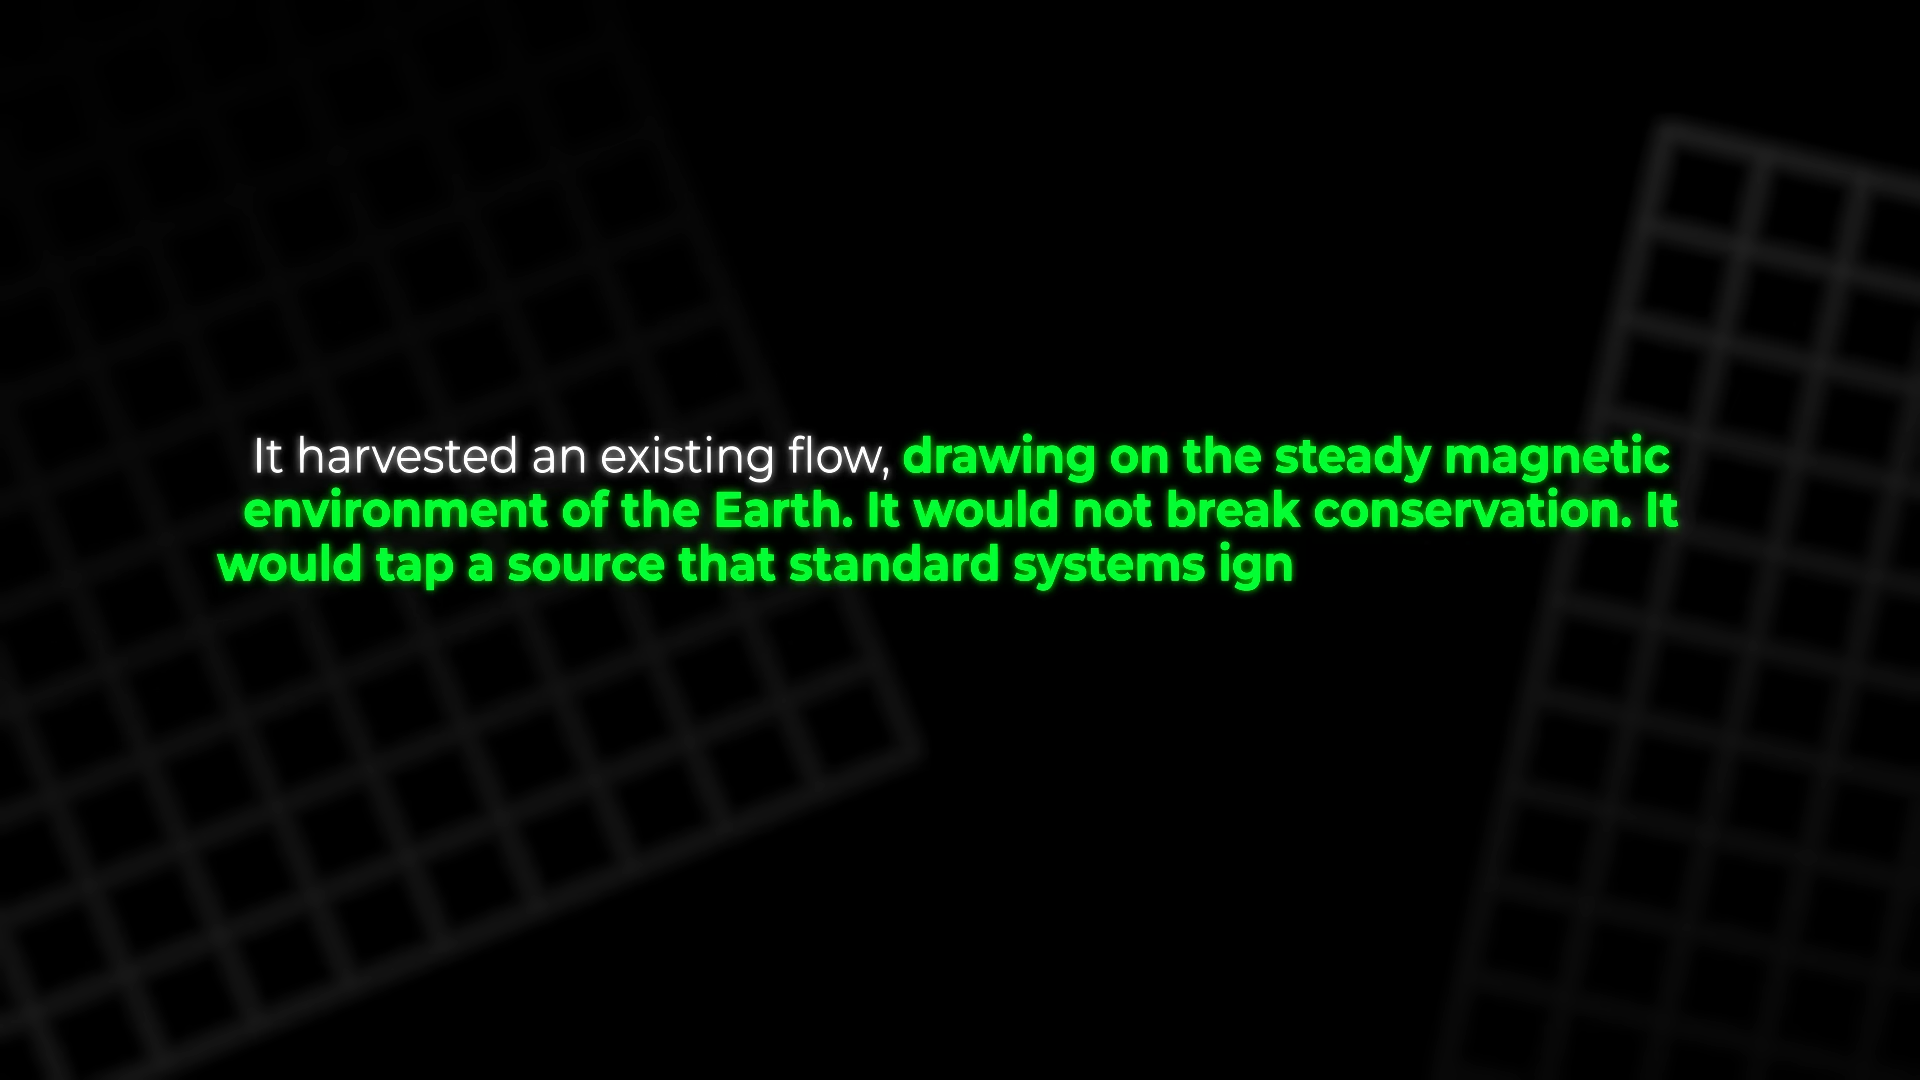 It harvested an existing flow, drawing on the steady magnetic
environment of the Earth. It would not break conservation. It
would tap a source that standard systems ign